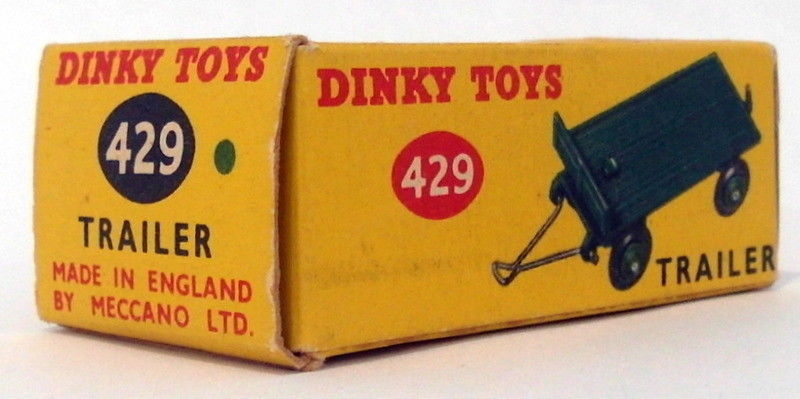 DINKY TOYS
429
TRAILER
MADE IN ENGLAND
BY MECCANO LTD.
DINKY TOYS
429
TRAILER